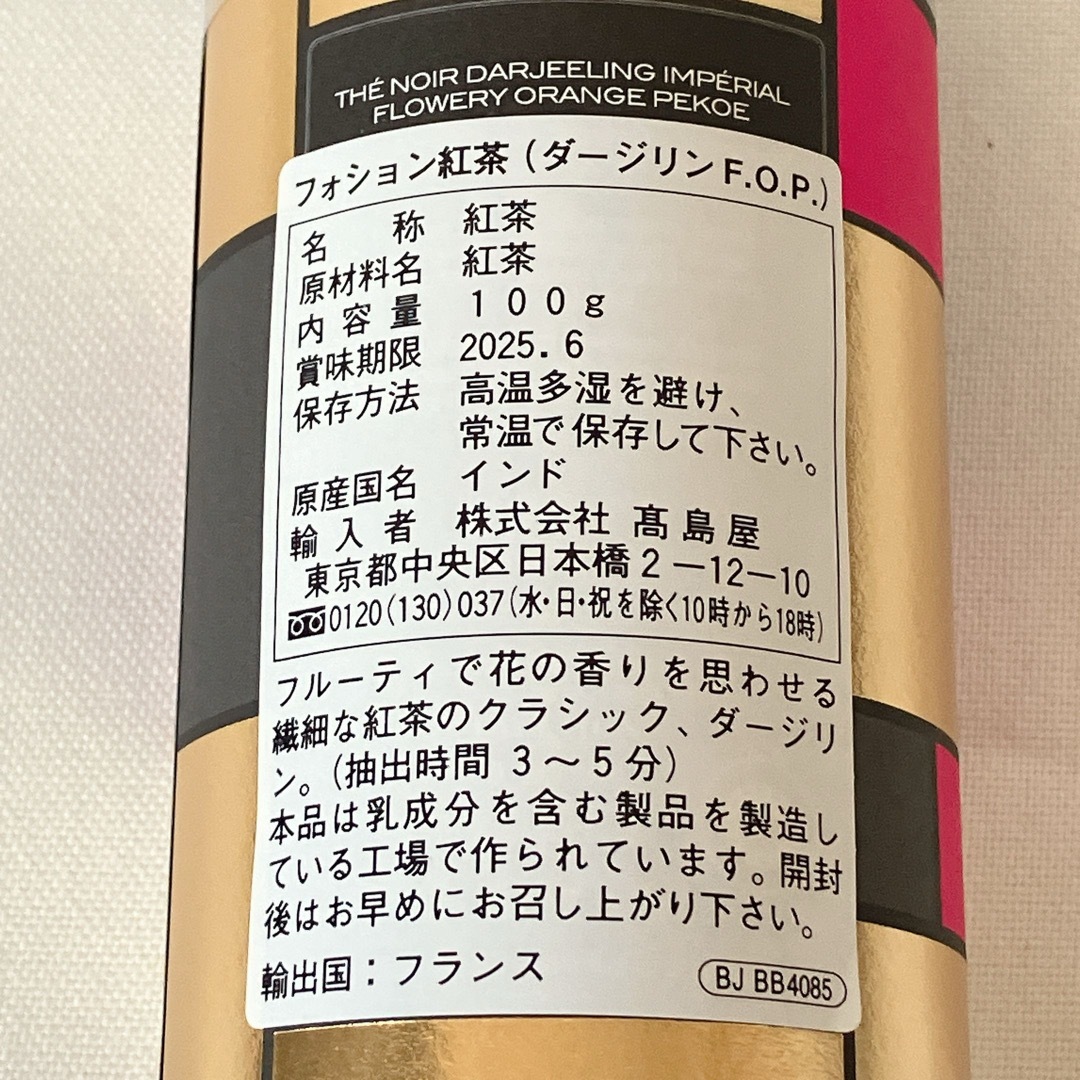 THÉ NOIR DARJEELING IMPÉRIAL
FLOWERY ORANGE PEKOE
フォション紅茶(ダージリンF.O.P.)
名称 紅茶
原材料名 紅茶
内容量 100g
賞味期限 2025.6
保存方法 高温多湿を避け、
常温で保存して下さい。
原産国名 インド
輸入者 株式会社 髙島屋
東京都中央区日本橋2-12-10
0120(130)037(水・日・祝を除く10時から18時)
フルーティで花の香りを思わせる
繊細な紅茶のクラシック、ダージリ
ン。(抽出時間 3～5分)
本品は乳成分を含む製品を製造し
ている工場で作られています。開封
後はお早めにお召し上がり下さい。
輸出国：フランス
BJ BB4085